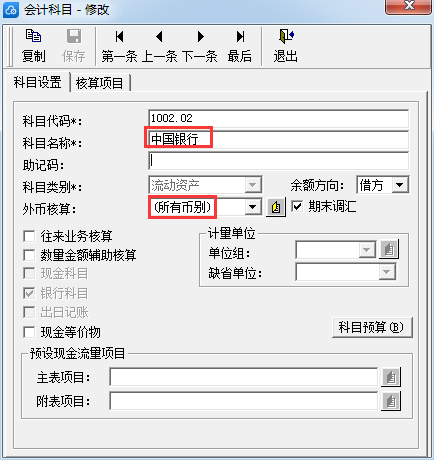 会计科目 - 修改
复制 保存 第一条 上一条 下一条 最后 退出
科目设置 核算项目
科目代码*: 1002.02
科目名称*: 中国银行
助记码:
科目类别*: 流动资产 余额方向: 借方
外币核算: (所有币别) 期末调汇
往来业务核算
数量金额辅助核算
现金科目
银行科目
出日记账
现金等价物
计量单位
单位组:
缺省单位:
科目预算(B)
预设现金流量项目
主表项目:
附表项目: